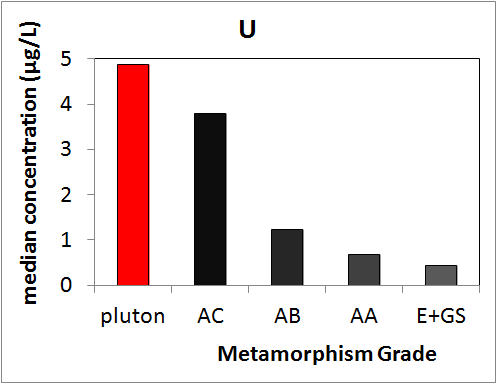 U
median concentration (µg/L)
5
4
3
2
1
0
pluton AC AB AA E+GS
Metamorphism Grade